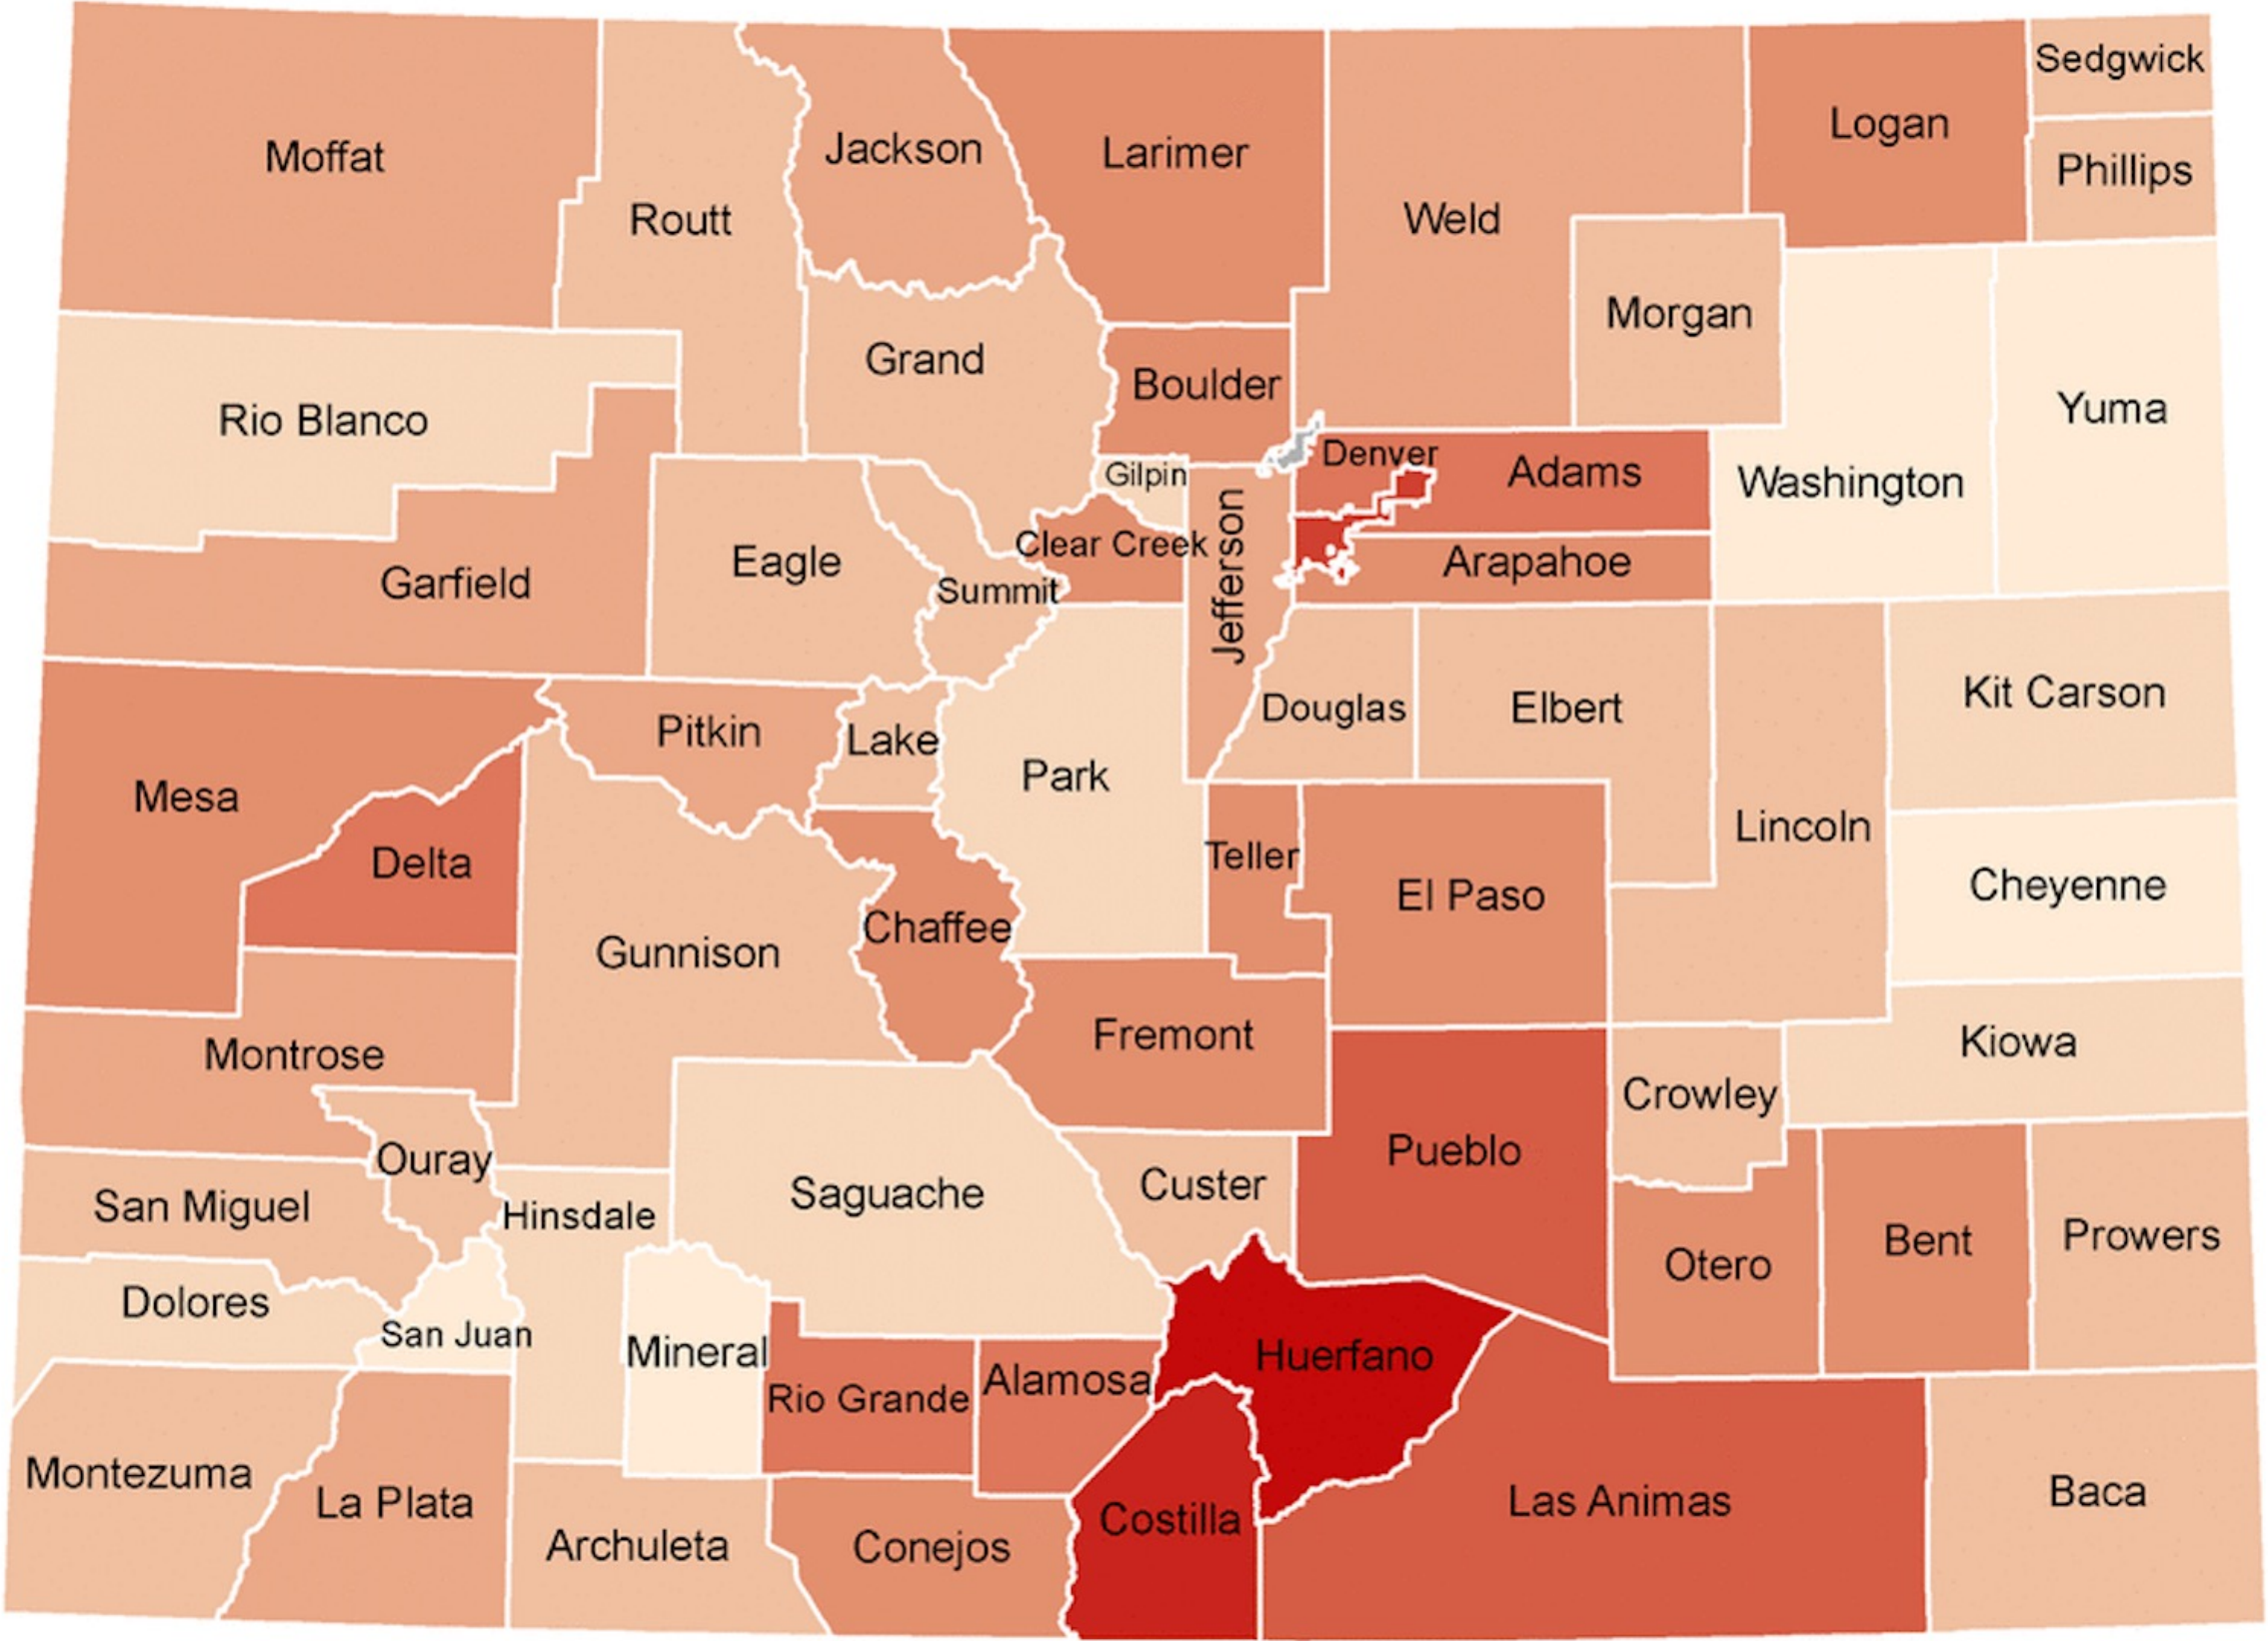 Sedgwick
Logan
Moffat
Jackson
Larimer
Phillips
Routt
Weld
Morgan
Grand
Boulder
Yuma
Rio Blanco
Denver
Gilpin
Adams
Washington
Clear Creek
Eagle
Arapahoe
Garfield
Summit
Jefferson
Kit Carson
Pitkin
Lake
Douglas
Elbert
Park
Mesa
Lincoln
Teller
Delta
El Paso
Cheyenne
Chaffee
Gunnison
Fremont
Kiowa
Montrose
Crowley
Ouray
Pueblo
Custer
Saguache
San Miguel
Hinsdale
Prowers
Bent
Otero
Dolores
San Juan
Mineral
Huerfano
Alamosa
Rio Grande
Montezuma
La Plata
Las Animas
Baca
Costilla
Archuleta
Conejos